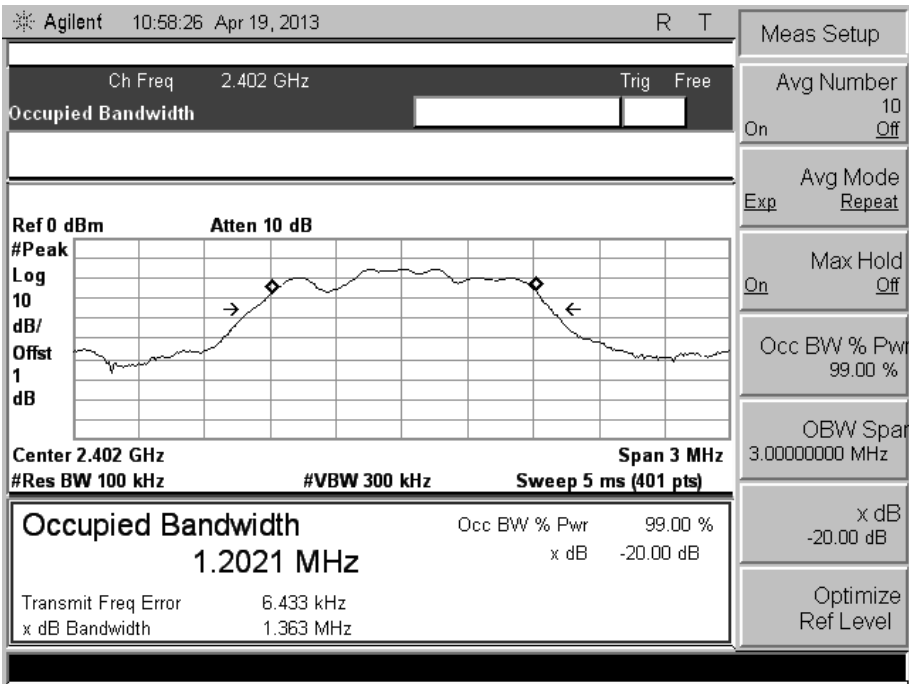 Agilent 10:58:26 Apr 19, 2013 R T
Ch Freq 2.402 GHz Trig Free
Occupied Bandwidth
Ref 0 dBm Atten 10 dB
#Peak
Log
10
dB/
Offst
1
dB
Center 2.402 GHz Span 3 MHz
#Res BW 100 kHz #VBW 300 kHz Sweep 5 ms (401 pts)
Occupied Bandwidth
1.2021 MHz
Occ BW % Pwr 99.00 %
x dB -20.00 dB
Transmit Freq Error 6.433 kHz
x dB Bandwidth 1.363 MHz
Meas Setup
Avg Number
10
On Off
Avg Mode
Exp Repeat
Max Hold
On Off
Occ BW % Pwr
99.00 %
OBW Span
3.00000000 MHz
x dB
-20.00 dB
Optimize
Ref Level